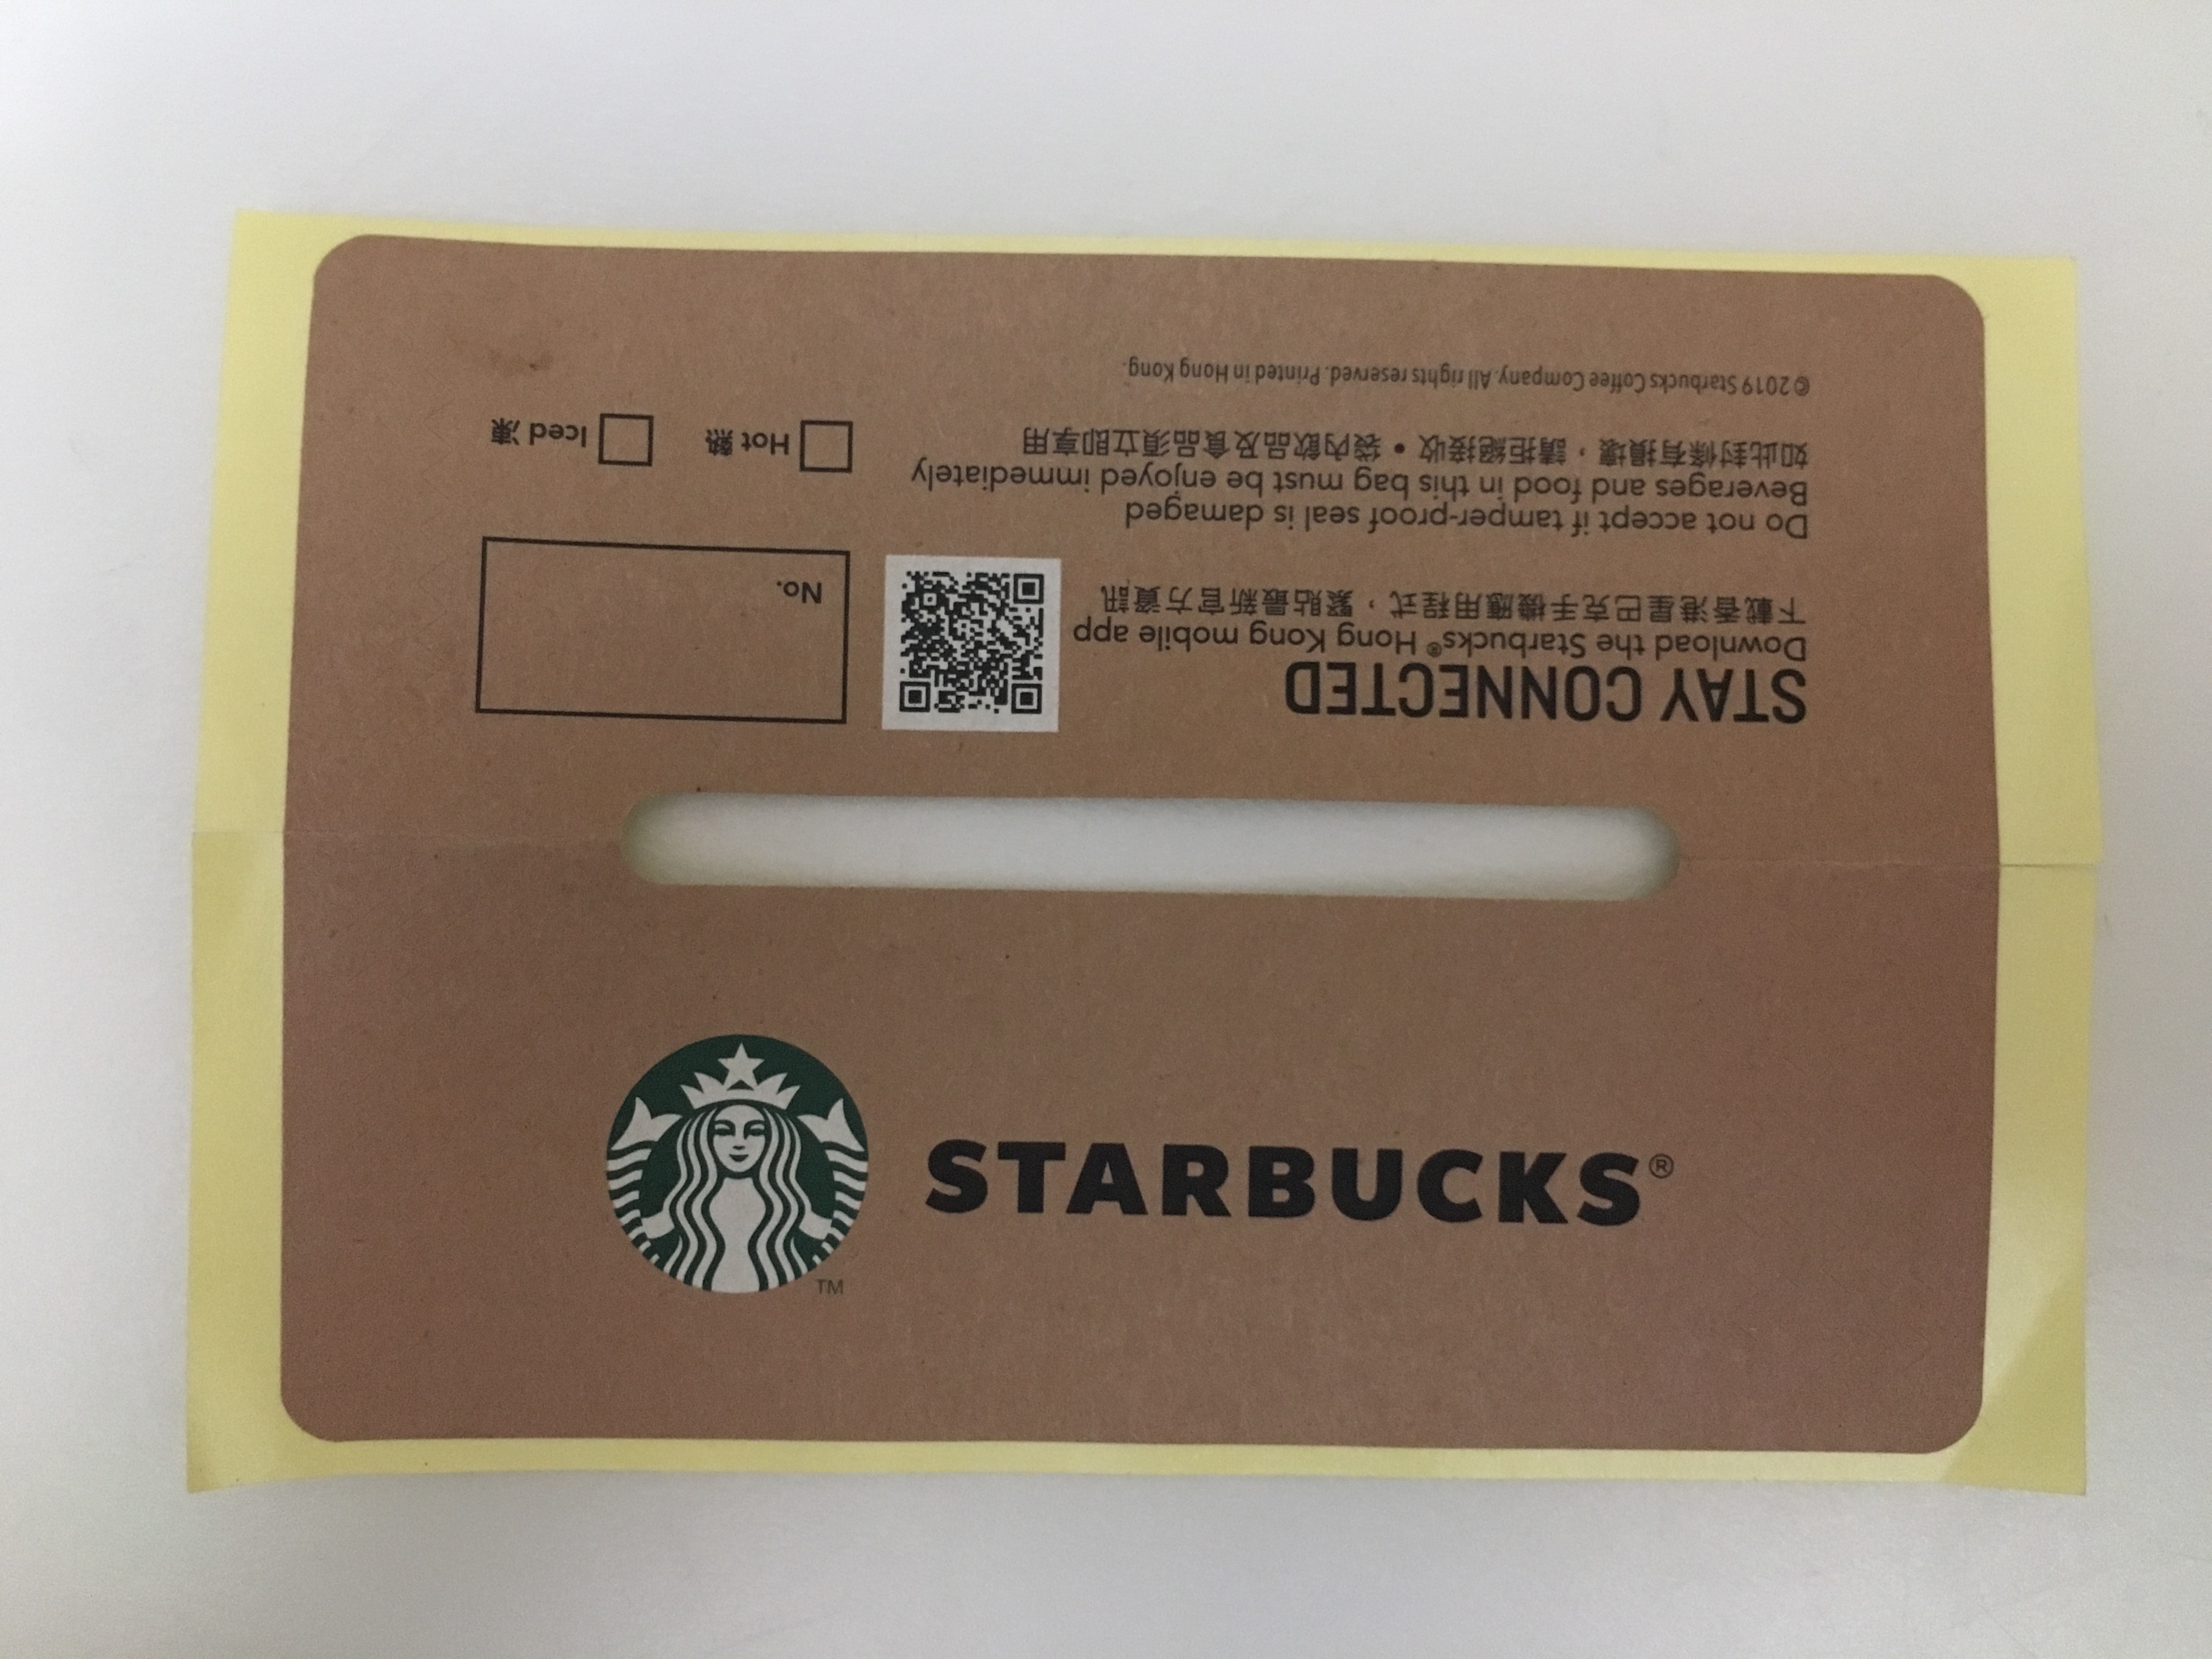 TM
STARBUCKS®
STAY CONNECTED
Download the Starbucks® Hong Kong mobile app
下載香港星巴克手機應用程式，緊貼最新官方資訊
No.
Do not accept if tamper-proof seal is damaged
Beverages and food in this bag must be enjoyed immediately
如此封條有損壞，請拒絕接收・袋內飲品及食品須立即享用
Hot 熱
Iced 凍
©2019 Starbucks Coffee Company. All rights reserved. Printed in Hong Kong.